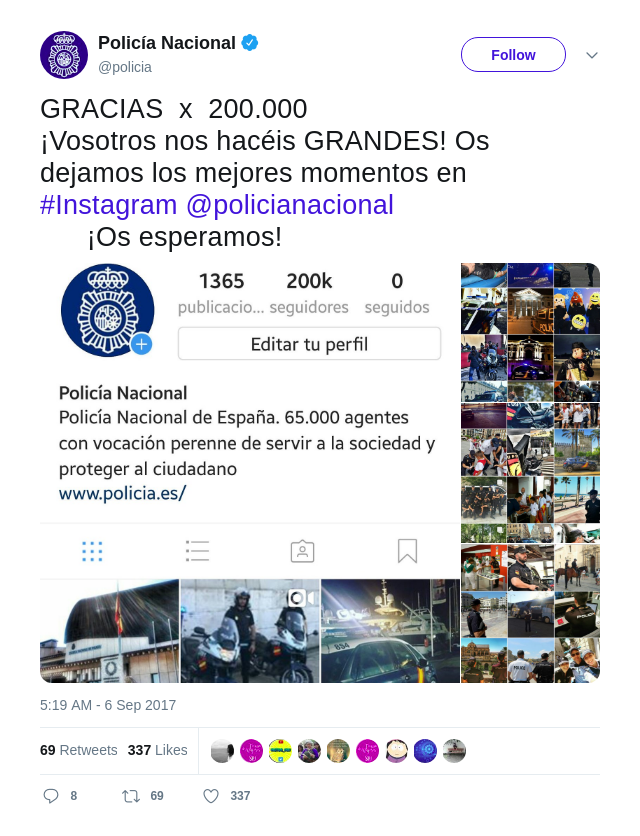 Policía Nacional
@policia
Follow
GRACIAS x 200.000
¡Vosotros nos hacéis GRANDES! Os
dejamos los mejores momentos en
#Instagram @policianacional
¡Os esperamos!
1365 200k 0
publicacio... seguidores seguidos
Editar tu perfil
Policía Nacional
Policía Nacional de España. 65.000 agentes
con vocación perenne de servir a la sociedad y
proteger al ciudadano
www.policia.es/
5:19 AM - 6 Sep 2017
69 Retweets 337 Likes
8 69 337